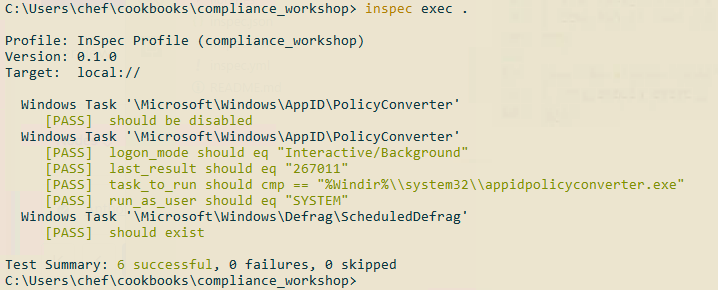 C:\Users\chef\cookbooks\compliance_workshop> inspec exec .
Profile: InSpec Profile (compliance_workshop)
Version: 0.1.0
Target:  local://
Windows Task '\Microsoft\Windows\AppID\PolicyConverter'
[PASS]  should be disabled
Windows Task '\Microsoft\Windows\AppID\PolicyConverter'
[PASS]  logon_mode should eq "Interactive/Background"
[PASS]  last_result should eq "267011"
[PASS]  task_to_run should cmp == "%Windir%\\system32\\appidpolicyconverter.exe"
[PASS]  run_as_user should eq "SYSTEM"
Windows Task '\Microsoft\Windows\Defrag\ScheduledDefrag'
[PASS]  should exist
Test Summary: 6 successful, 0 failures, 0 skipped
C:\Users\chef\cookbooks\compliance_workshop>